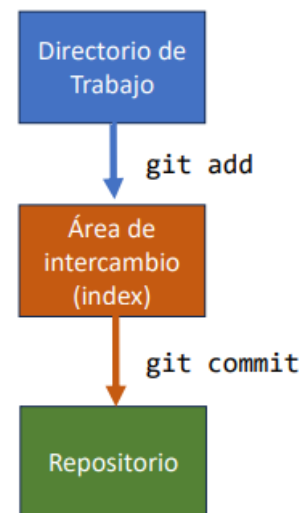 Directorio de
Trabajo
git add
Área de
intercambio
(index)
git commit
Repositorio